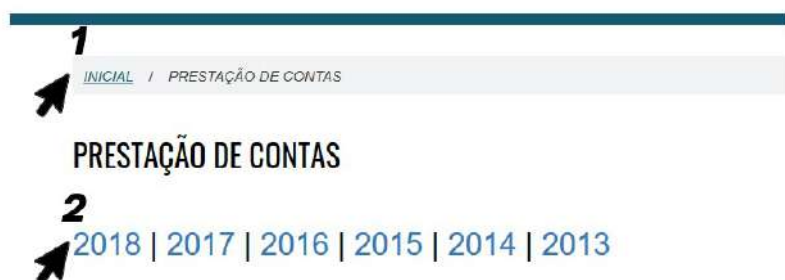 1
INICIAL / PRESTAÇÃO DE CONTAS
PRESTAÇÃO DE CONTAS
2
2018 | 2017 | 2016 | 2015 | 2014 | 2013